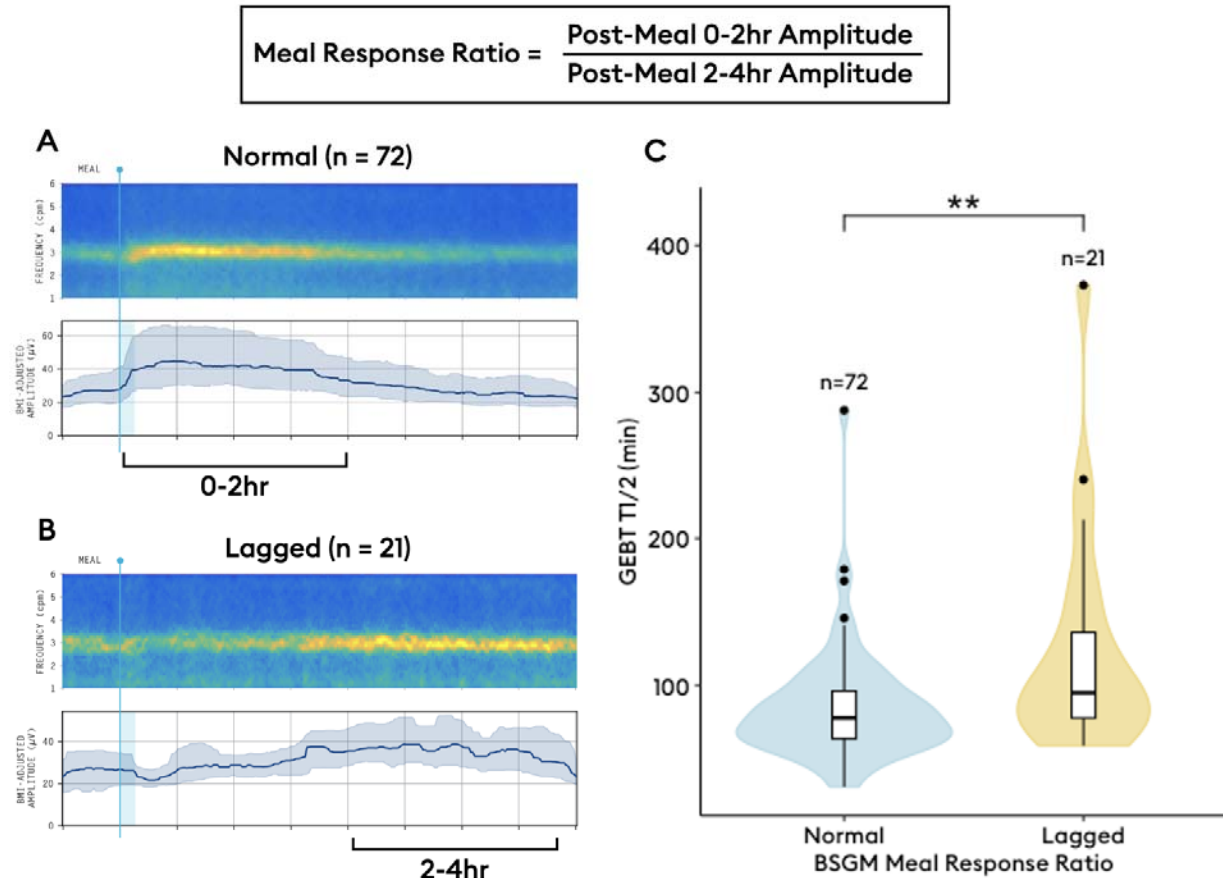 Meal Response Ratio = Post-Meal 0-2hr Amplitude
Post-Meal 2-4hr Amplitude
A
Normal (n = 72)
MEAL
FREQUENCY (cpm)
6
5
4
3
2
1
BMI-ADJUSTED
AMPLITUDE (μV)
60
40
20
0
0-2hr
B
Lagged (n = 21)
MEAL
FREQUENCY (cpm)
6
5
4
3
2
1
BMI-ADJUSTED
AMPLITUDE (μV)
40
20
0
2-4hr
C
**
n=72
n=21
GEBT T1/2 (min)
400
300
200
100
Normal
Lagged
BSGM Meal Response Ratio